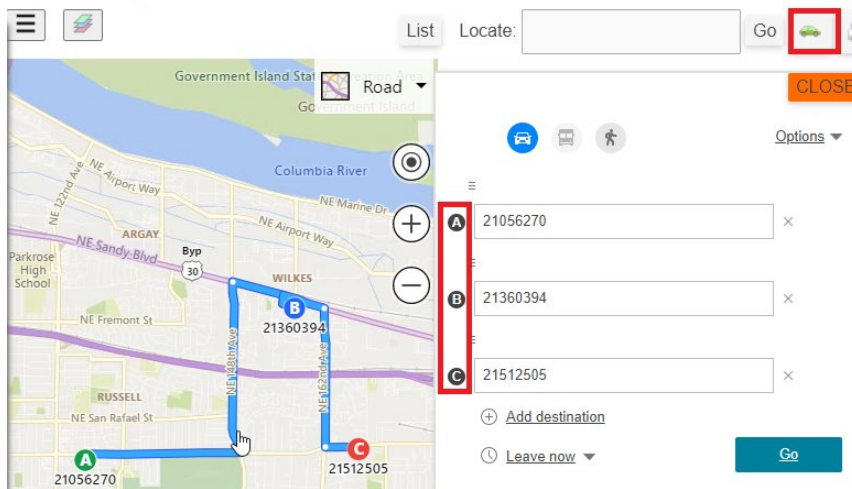 List
Locate:
Go
CLOSE
Government Island State Recreation Area
Government Island
Road
Columbia River
NE Airport Way
NE 122nd Ave
NE Marine Dr
NE Airport Way
ARGAY
NE Sandy Blvd
Byp
30
Parkrose
High
School
WILKES
B
21360394
NE Fremont St
NE 148th Ave
NE 162nd Ave
RUSSELL
NE San Rafael St
A
21056270
C
21512505
Options
A 21056270
B 21360394
C 21512505
Add destination
Leave now
Go